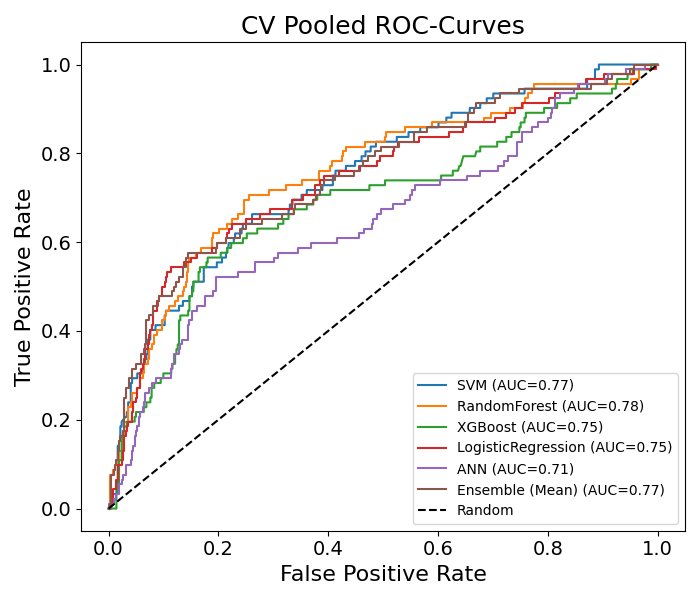 CV Pooled ROC-Curves
True Positive Rate
1.0
0.8
0.6
0.4
0.2
0.0
SVM (AUC=0.77)
RandomForest (AUC=0.78)
XGBoost (AUC=0.75)
LogisticRegression (AUC=0.75)
ANN (AUC=0.71)
Ensemble (Mean) (AUC=0.77)
Random
0.0 0.2 0.4 0.6 0.8 1.0
False Positive Rate